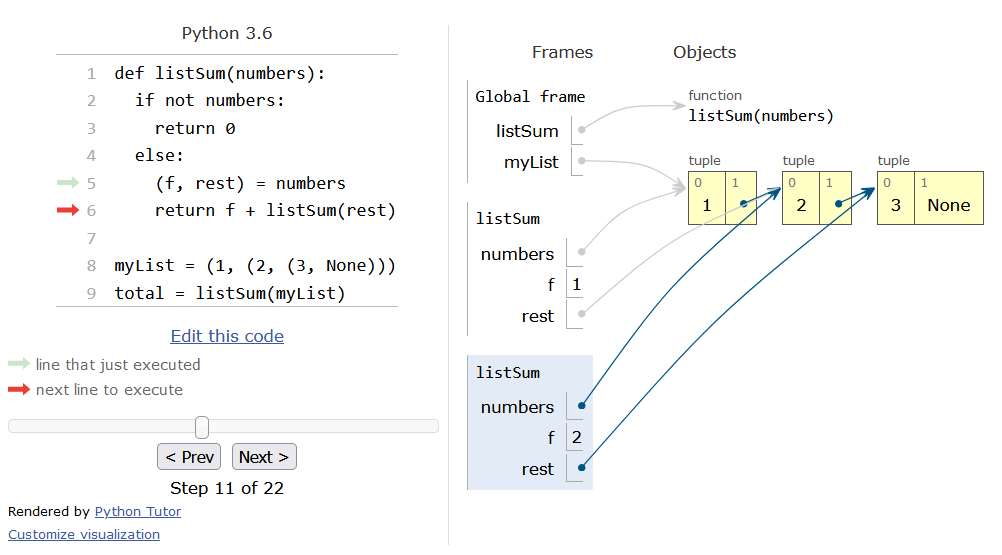 Python 3.6
1 def listSum(numbers):
2   if not numbers:
3     return 0
4   else:
5     (f, rest) = numbers
6     return f + listSum(rest)
7
8 myList = (1, (2, (3, None)))
9 total = listSum(myList)
Edit this code
line that just executed
next line to execute
< Prev Next >
Step 11 of 22
Rendered by Python Tutor
Customize visualization
Frames Objects
Global frame
listSum
myList
function
listSum(numbers)
tuple
0 1
1
tuple
0 1
2
tuple
0 1
3 None
listSum
numbers
f 1
rest
listSum
numbers
f 2
rest